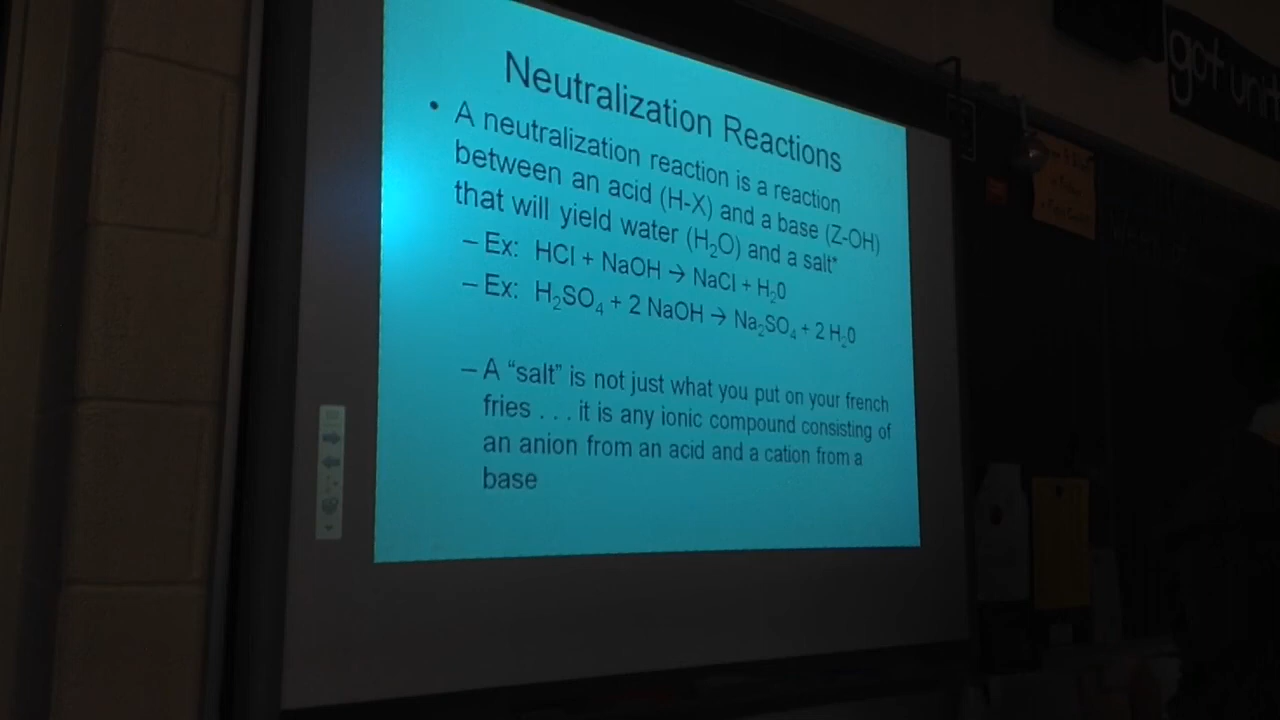 Neutralization Reactions
• A neutralization reaction is a reaction
between an acid (H-X) and a base (Z-OH)
that will yield water (H₂O) and a salt*
– Ex: HCl + NaOH → NaCl + H₂0
– Ex: H₂SO₄ + 2 NaOH → Na₂SO₄ + 2 H₂0
– A “salt” is not just what you put on your french
fries . . . it is any ionic compound consisting of
an anion from an acid and a cation from a
base
got unit